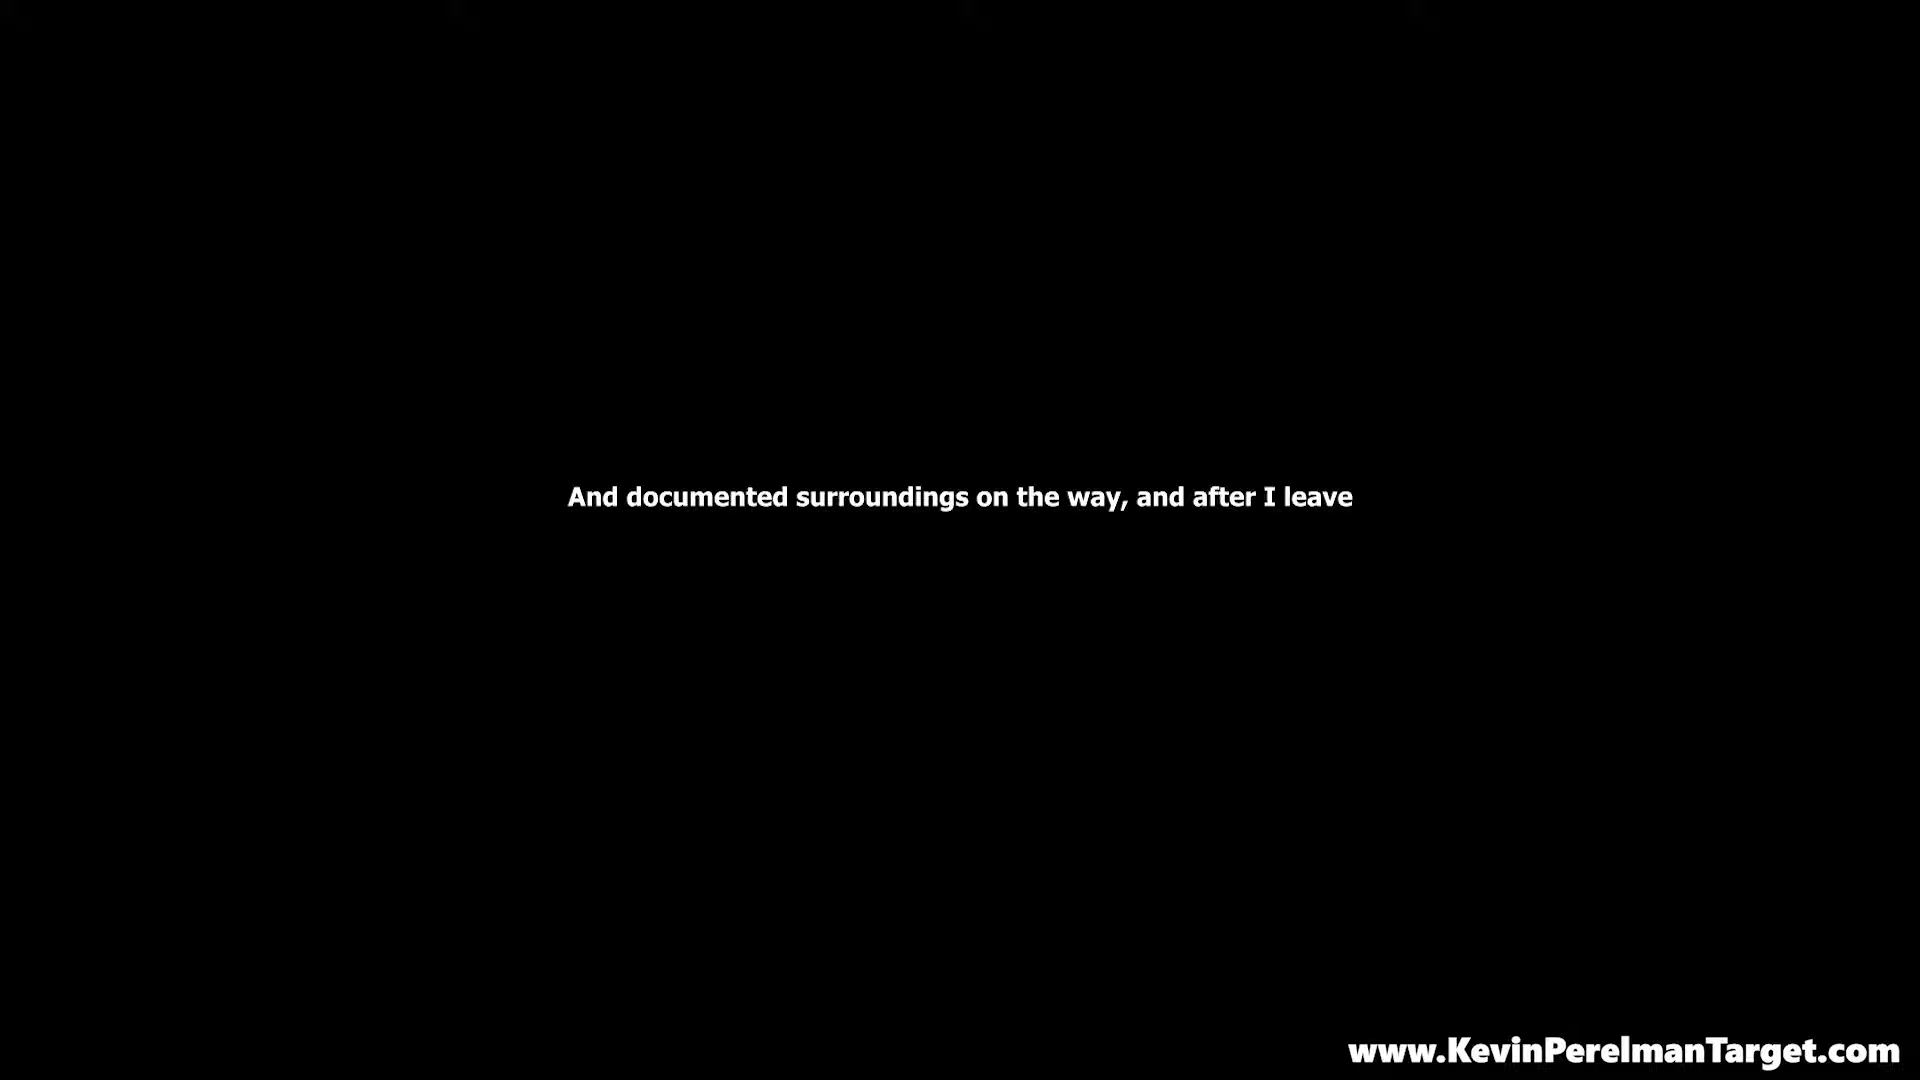 And documented surroundings on the way, and after I leave
www.KevinPerelmanTarget.com